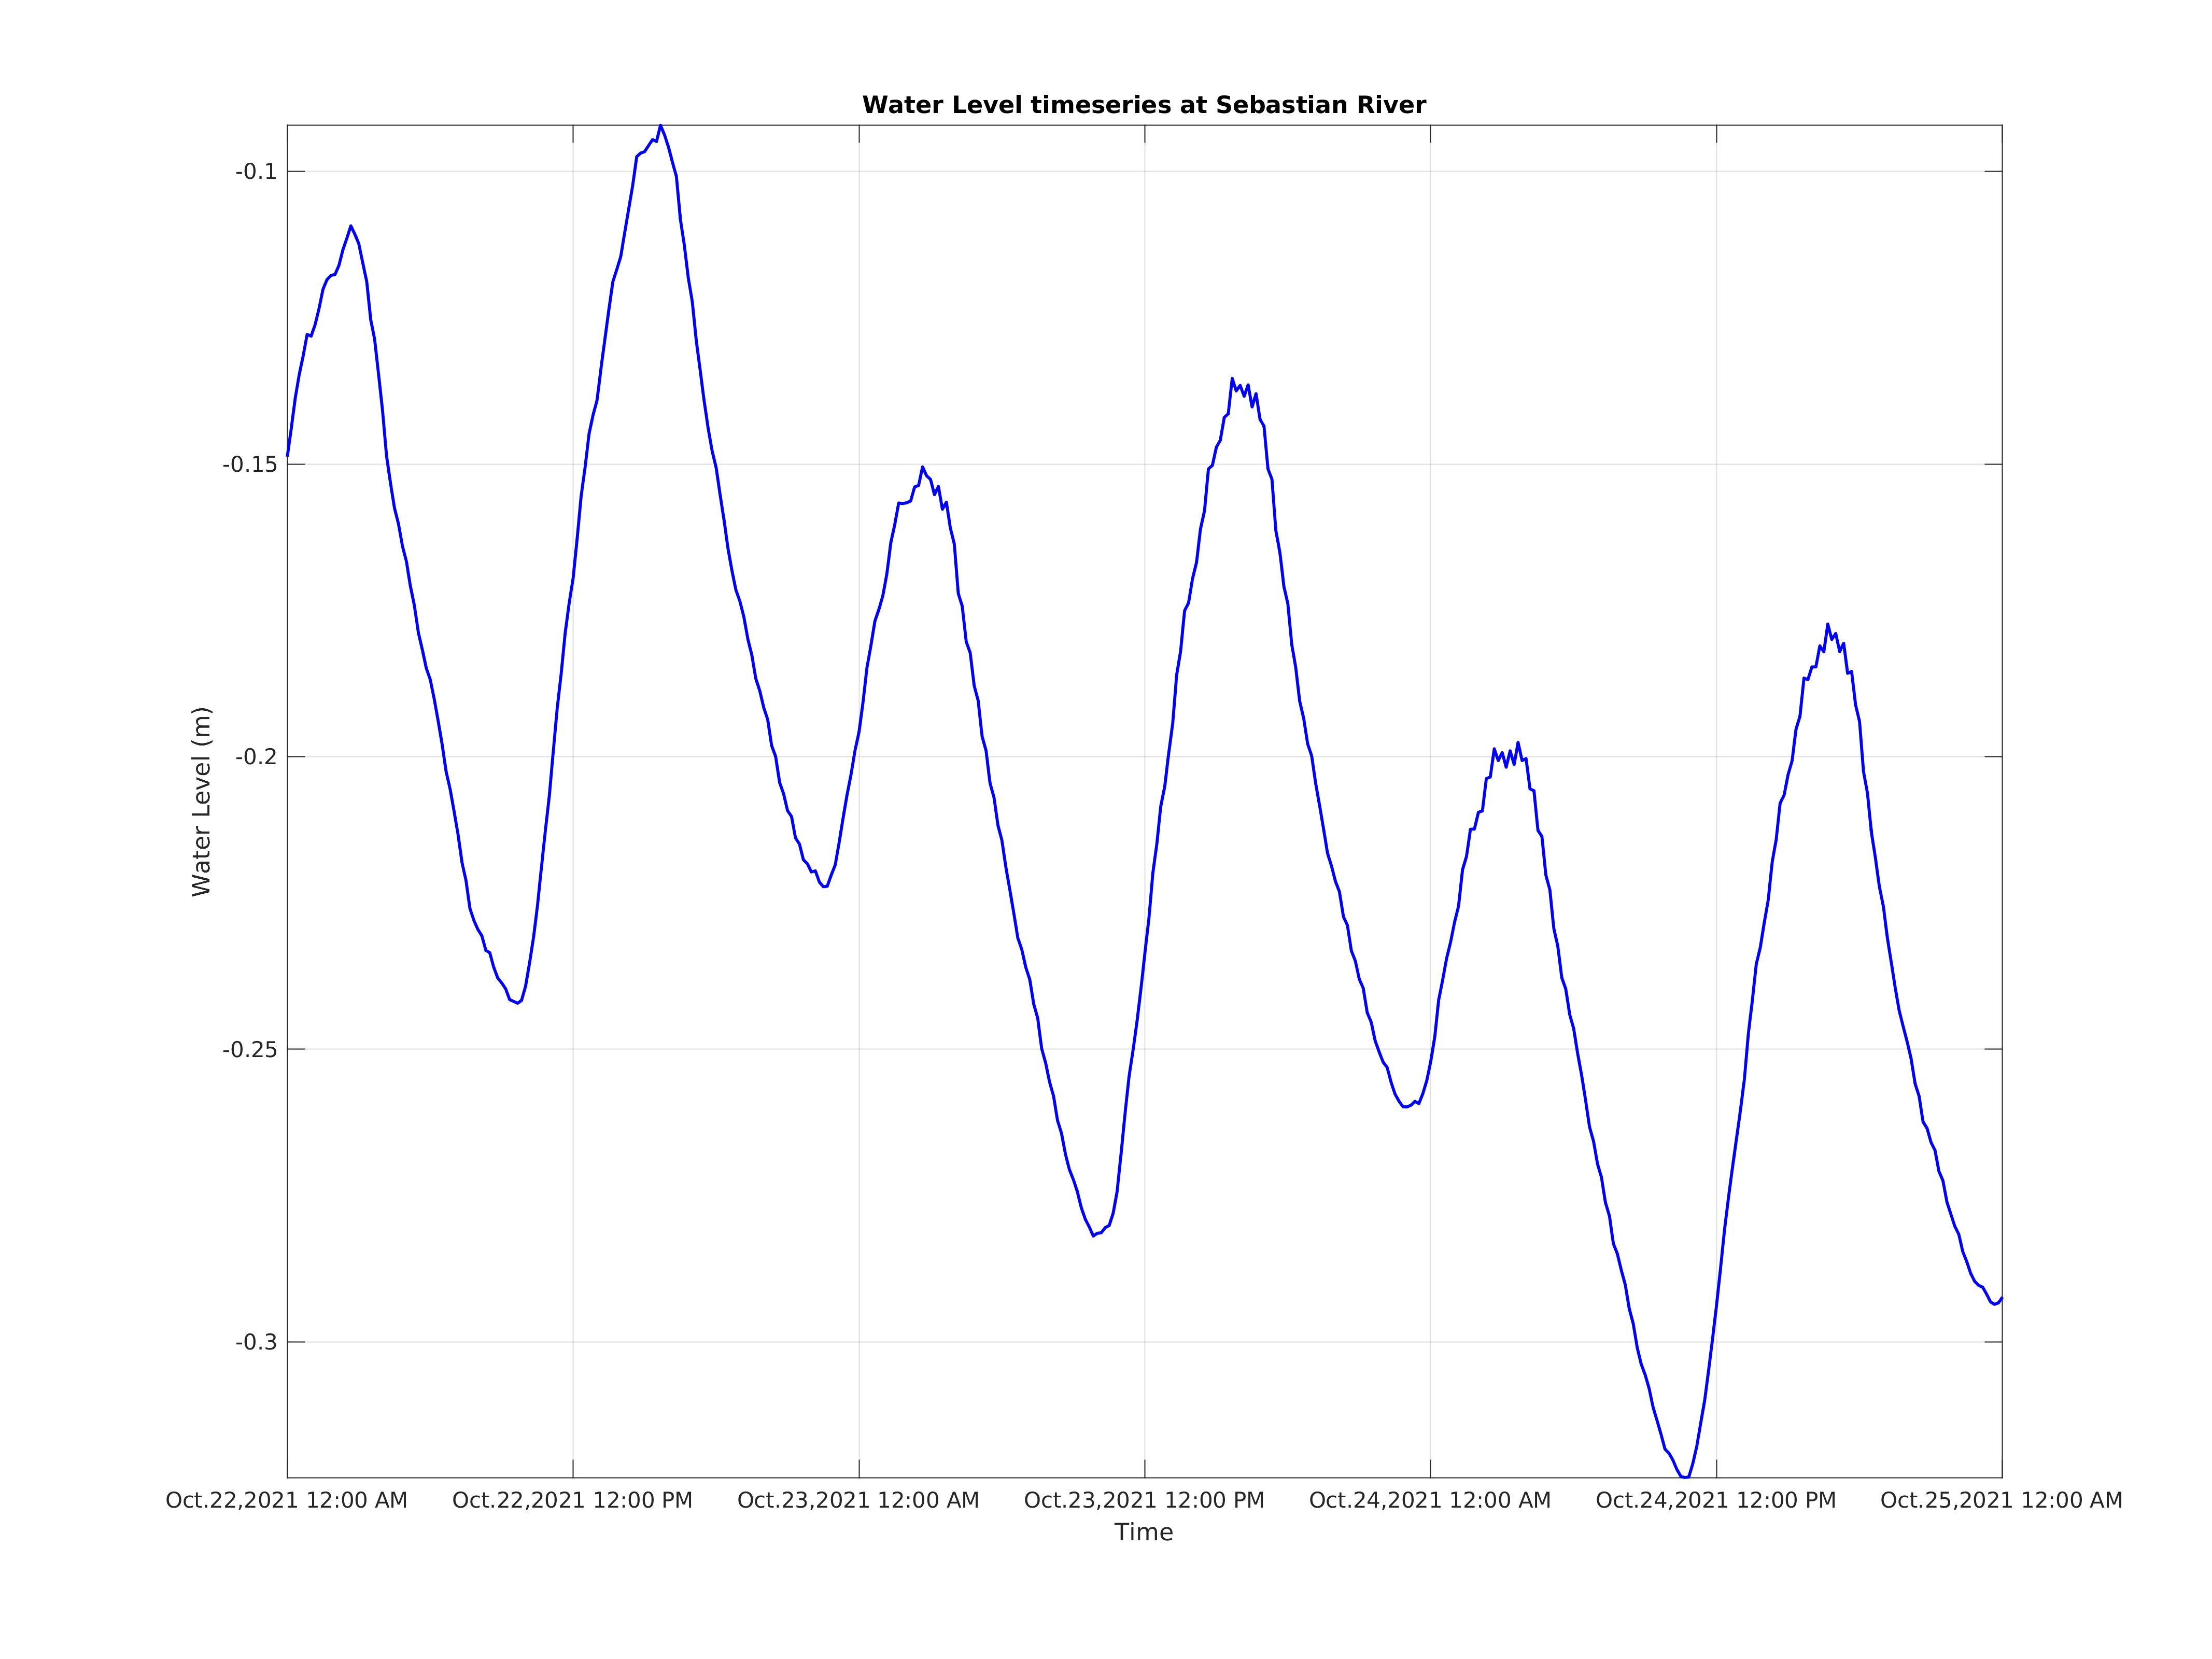 Water Level timeseries at Sebastian River
-0.1
-0.15
-0.2
-0.25
-0.3
Water Level (m)
Oct.22,2021 12:00 AM Oct.22,2021 12:00 PM Oct.23,2021 12:00 AM Oct.23,2021 12:00 PM Oct.24,2021 12:00 AM Oct.24,2021 12:00 PM Oct.25,2021 12:00 AM
Time